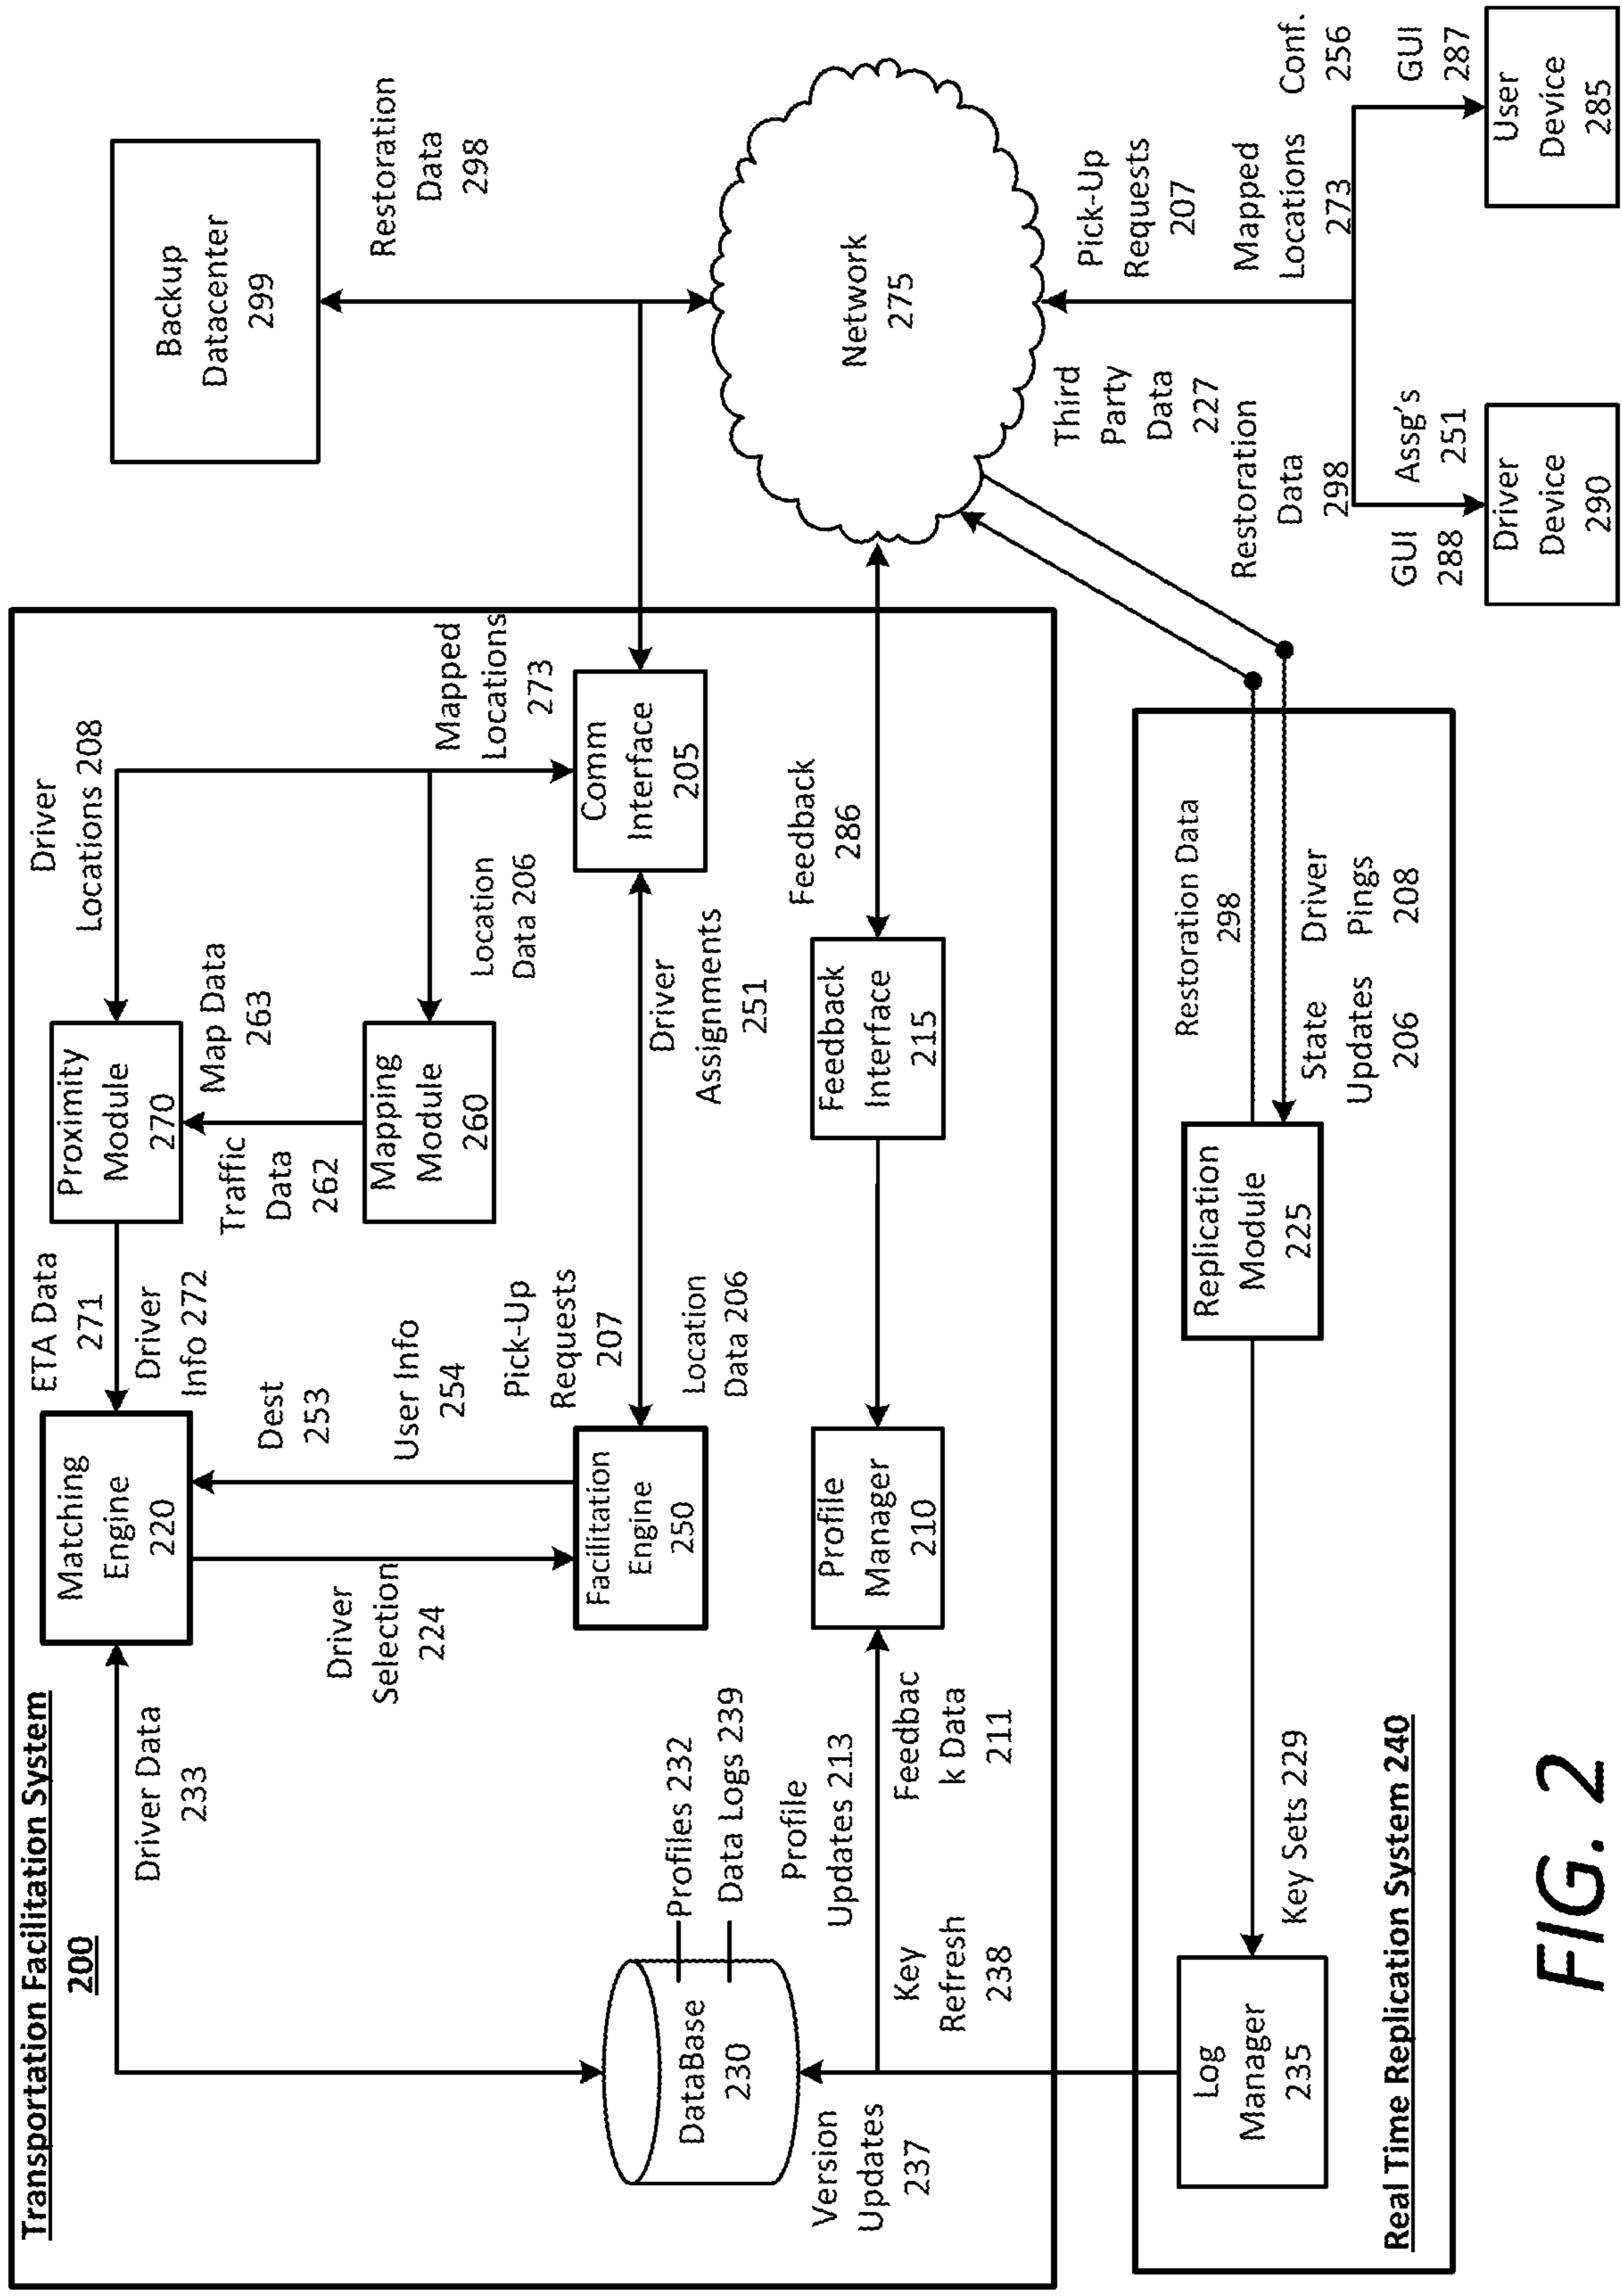 Transportation Facilitation System
200
Driver Data
233
Matching
Engine
220
ETA Data
271
Driver
Info 272
Proximity
Module
270
Driver
Locations 208
Map Data
263
Traffic
Data
262
Mapping
Module
260
Location
Data 206
Mapped
Locations
273
Dest
253
User Info
254
Driver
Selection
224
Facilitation
Engine
250
Pick-Up
Requests
207
Location
Data 206
Driver
Assignments
251
Comm
Interface
205
DataBase
230
Profiles 232
Data Logs 239
Profile
Updates 213
Feedbac
k Data
211
Profile
Manager
210
Feedback
Interface
215
Feedback
286
Version
Updates
237
Key
Refresh
238
Backup
Datacenter
299
Restoration
Data
298
Network
275
Third
Party
Data
227
Pick-Up
Requests
207
Restoration
Data
298
Mapped
Locations
273
Conf.
256
GUI
288
Assg's
251
GUI
287
Driver
Device
290
User
Device
285
Log
Manager
235
Key Sets 229
Replication
Module
225
Restoration Data
298
State
Updates
206
Driver
Pings
208
Real Time Replication System 240
FIG. 2